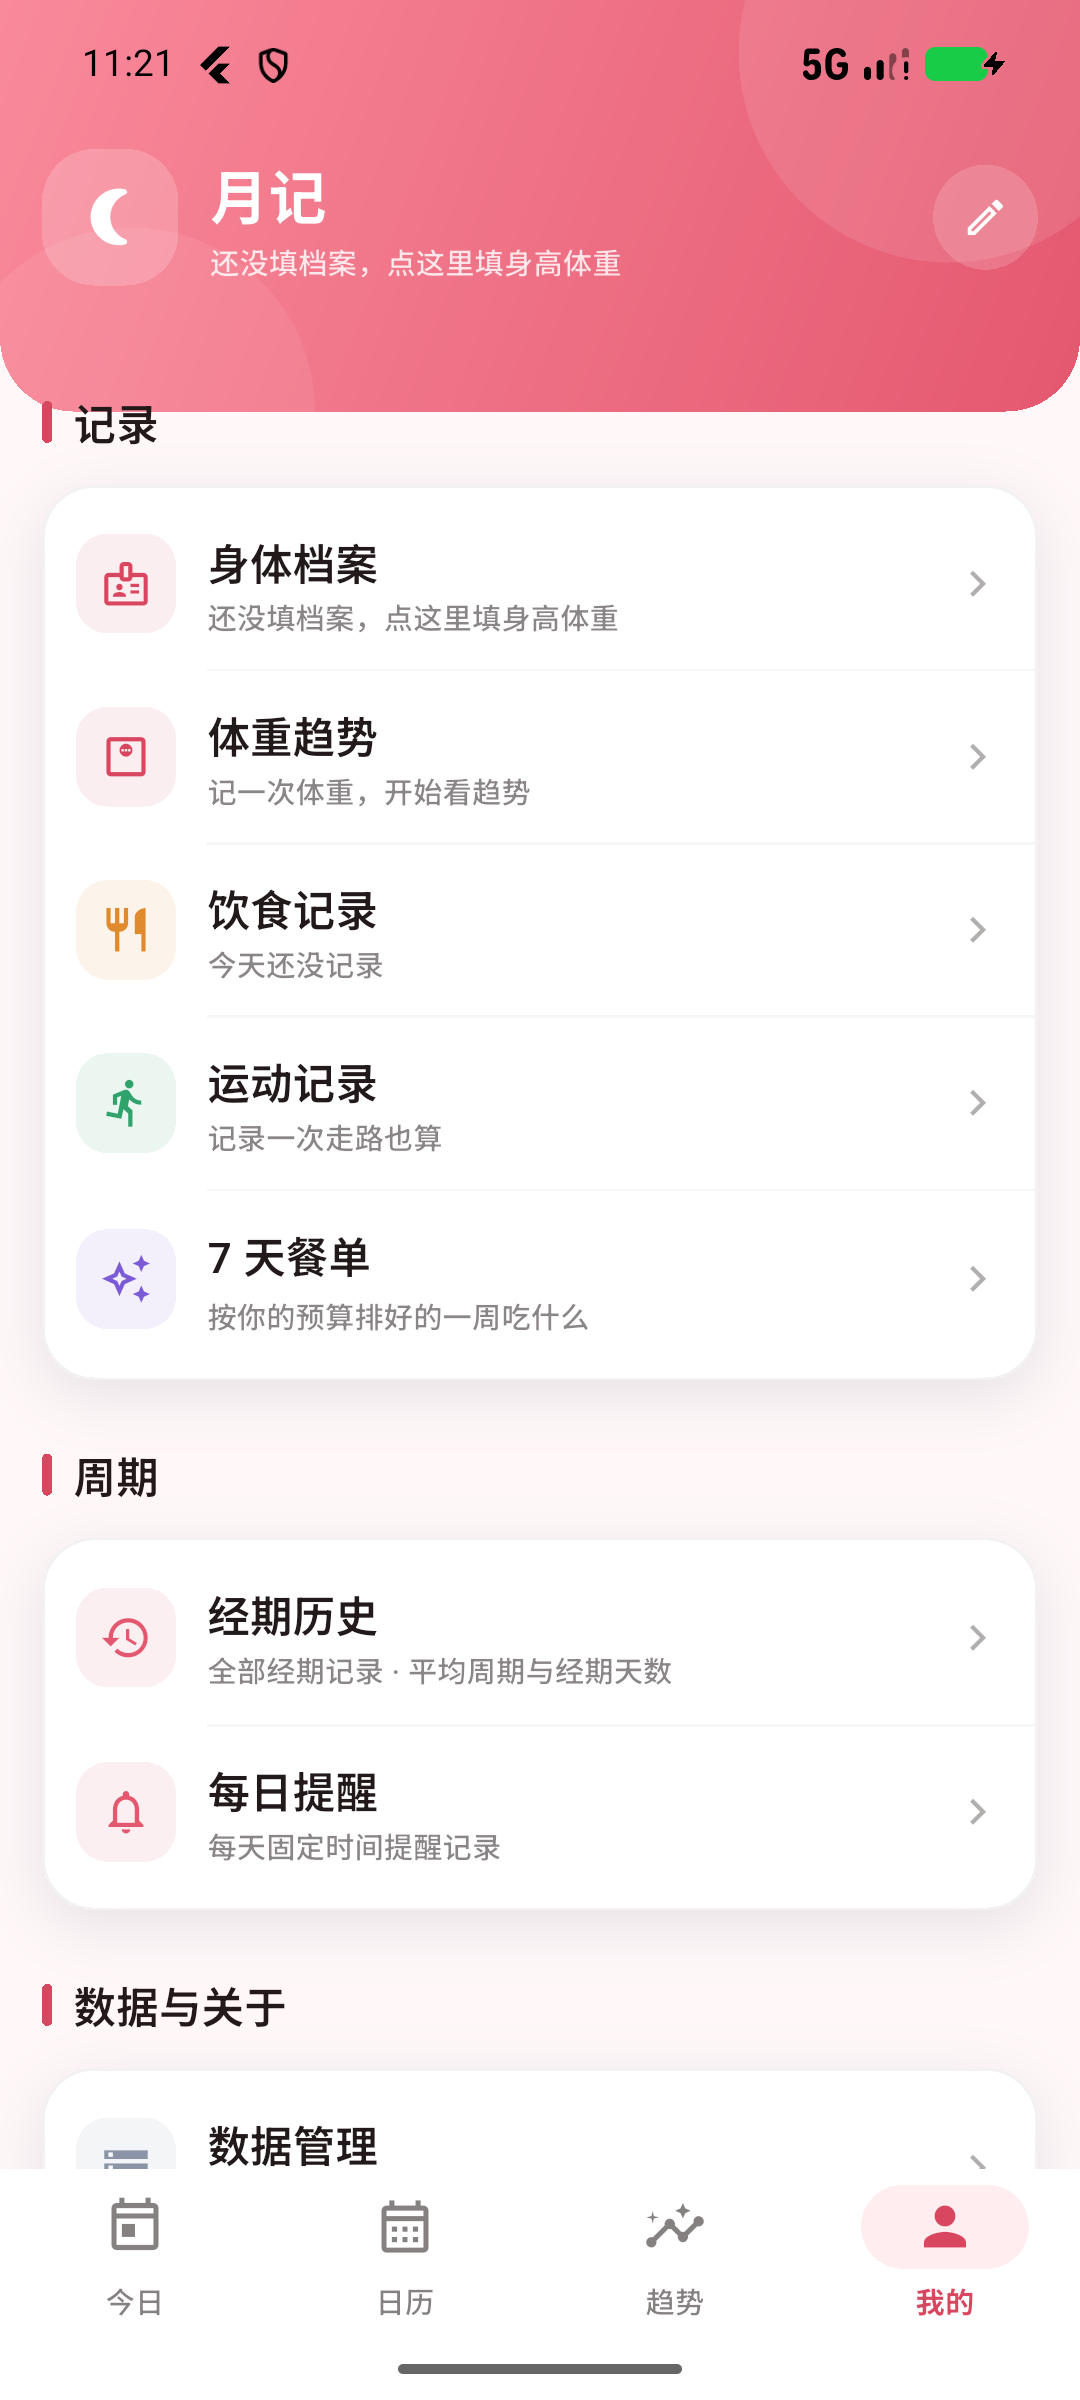 11:21
5G
月记
还没填档案，点这里填身高体重
记录
身体档案
还没填档案，点这里填身高体重
体重趋势
记一次体重，开始看趋势
饮食记录
今天还没记录
运动记录
记录一次走路也算
7 天餐单
按你的预算排好的一周吃什么
周期
经期历史
全部经期记录 · 平均周期与经期天数
每日提醒
每天固定时间提醒记录
数据与关于
数据管理
今日
日历
趋势
我的